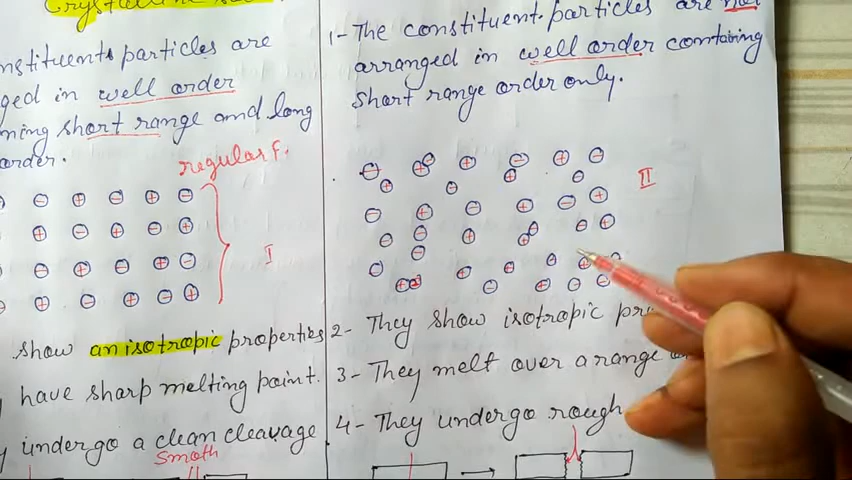 Crystalline
nstituent particles are
ged in well order
ning short range and long
order.
regular f.
I
show anisotropic properties
have sharp melting point.
y undergo a clean cleavage
Smoth
1- The constituent particles are not
arranged in well order containing
short range order only.
II
2- They show isotropic pr
3- They melt over a range
4- They undergo rough